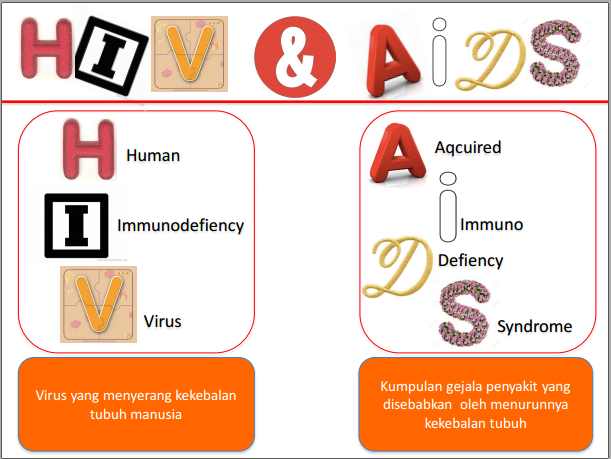 HIV & AiDS
H Human
I Immunodefiency
V Virus
A Aqcuired
i Immuno
D Defiency
S Syndrome
Virus yang menyerang kekebalan
tubuh manusia
Kumpulan gejala penyakit yang
disebabkan oleh menurunnya
kekebalan tubuh